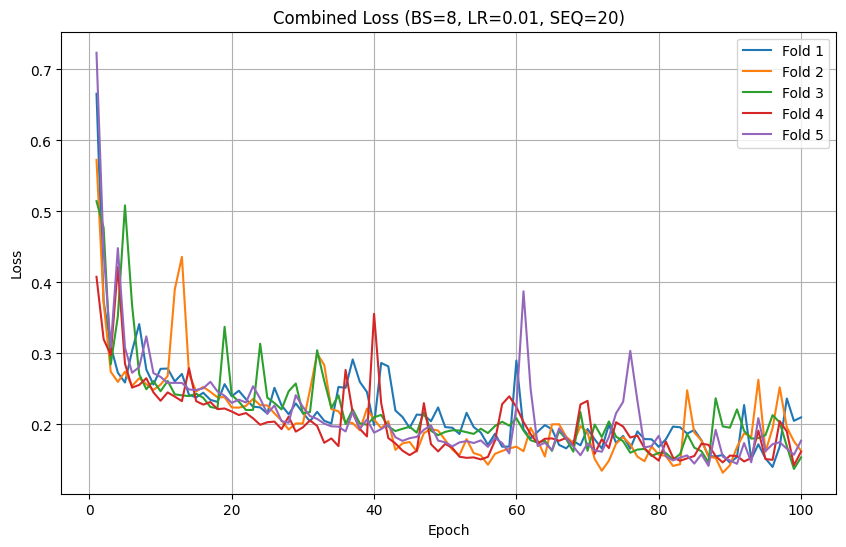 Combined Loss (BS=8, LR=0.01, SEQ=20)
Fold 1
Fold 2
Fold 3
Fold 4
Fold 5
Loss
0.7
0.6
0.5
0.4
0.3
0.2
0
20
40
60
80
100
Epoch